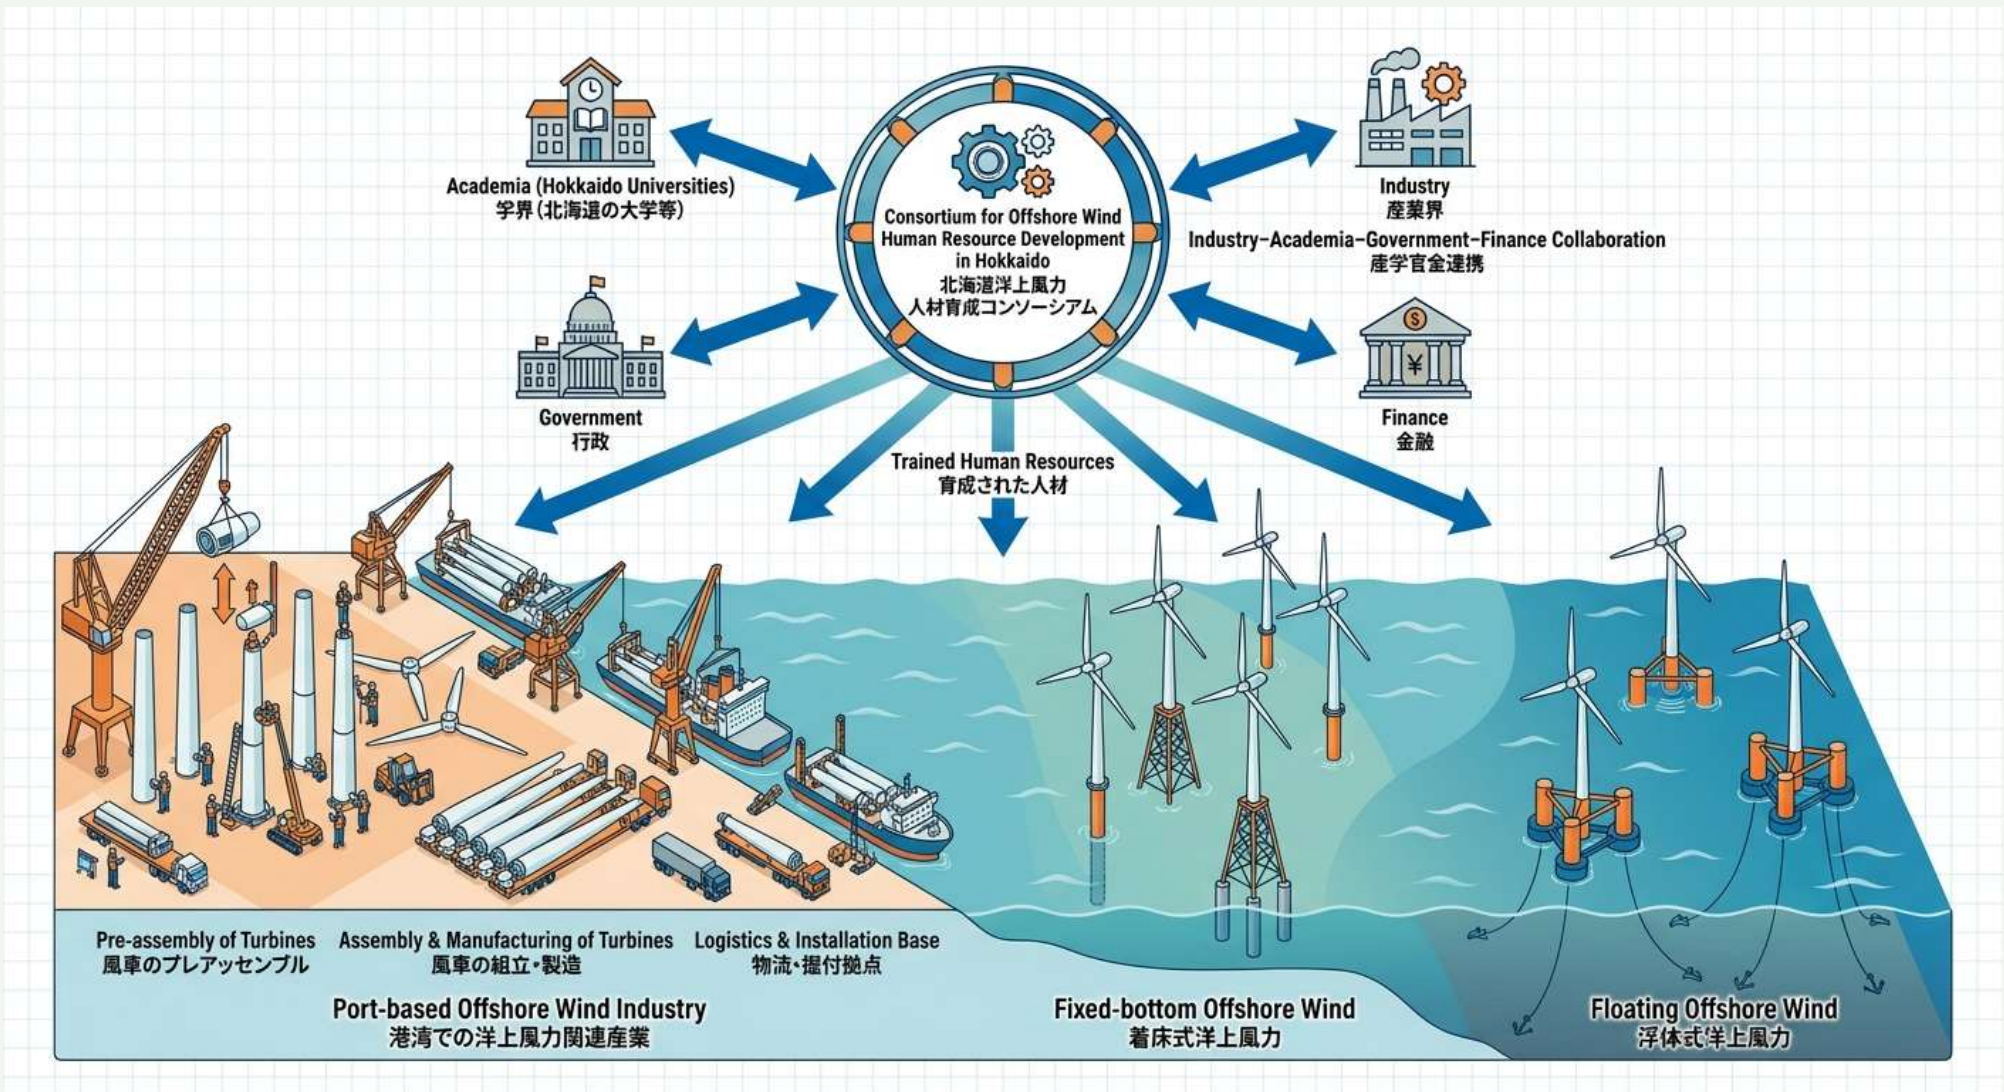 Academia (Hokkaido Universities)
学界(北海選の大学等)
Consortium for Offshore Wind
Human Resource Development
in Hokkaido
北海道洋上風力
人材育成コンソーシアム
Industry
産業界
Industry-Academia-Government-Finance Collaboration
産学官金連携
Government
行政
Finance
金融
$
¥
Trained Human Resources
育成された人材
Pre-assembly of Turbines
風車のプレアッセンブル
Assembly & Manufacturing of Turbines
風車の組立・製造
Logistics & Installation Base
物流・提付拠点
Port-based Offshore Wind Industry
港湾での洋上風力関連産業
Fixed-bottom Offshore Wind
着床式洋上風力
Floating Offshore Wind
浮体式洋上風力